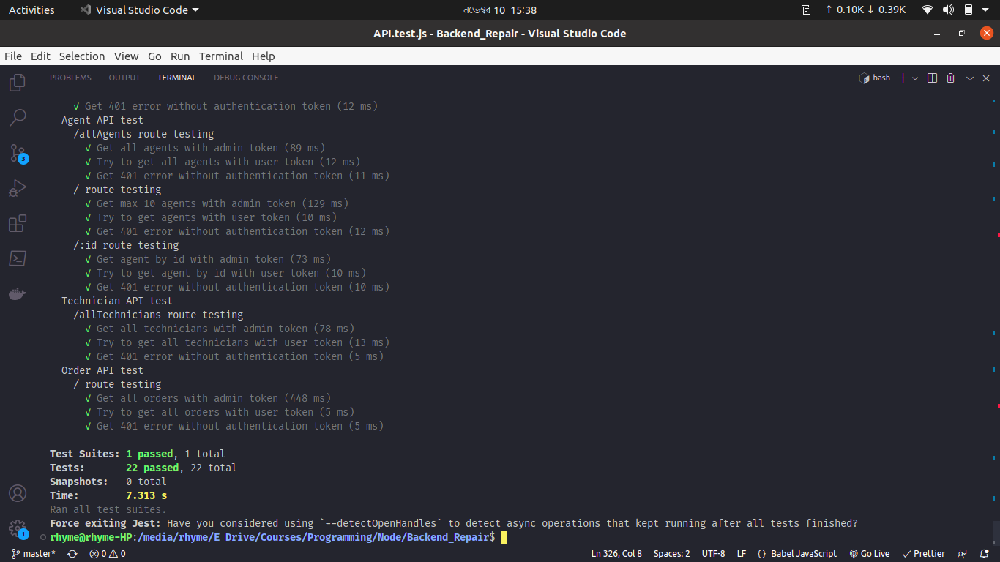 Activities Visual Studio Code নভেম্বর 10 15:38 ↑ 0.10K ↓ 0.39K
API.test.js - Backend_Repair - Visual Studio Code
File Edit Selection View Go Run Terminal Help
PROBLEMS OUTPUT TERMINAL DEBUG CONSOLE bash
√ Get 401 error without authentication token (12 ms)
Agent API test
/allAgents route testing
√ Get all agents with admin token (89 ms)
√ Try to get all agents with user token (12 ms)
√ Get 401 error without authentication token (11 ms)
/ route testing
√ Get max 10 agents with admin token (129 ms)
√ Try to get agents with user token (10 ms)
√ Get 401 error without authentication token (12 ms)
/:id route testing
√ Get agent by id with admin token (73 ms)
√ Try to get agent by id with user token (10 ms)
√ Get 401 error without authentication token (10 ms)
Technician API test
/allTechnicians route testing
√ Get all technicians with admin token (78 ms)
√ Try to get all technicians with user token (13 ms)
√ Get 401 error without authentication token (5 ms)
Order API test
/ route testing
√ Get all orders with admin token (448 ms)
√ Try to get all orders with user token (5 ms)
√ Get 401 error without authentication token (5 ms)
Test Suites: 1 passed, 1 total
Tests: 22 passed, 22 total
Snapshots: 0 total
Time: 7.313 s
Ran all test suites.
Force exiting Jest: Have you considered using `--detectOpenHandles` to detect async operations that kept running after all tests finished?
rhyme@rhyme-HP:/media/rhyme/E Drive/Courses/Programming/Node/Backend_Repair$
3
1
master* 0 0 Ln 326, Col 8 Spaces: 2 UTF-8 LF {} Babel JavaScript Go Live Prettier